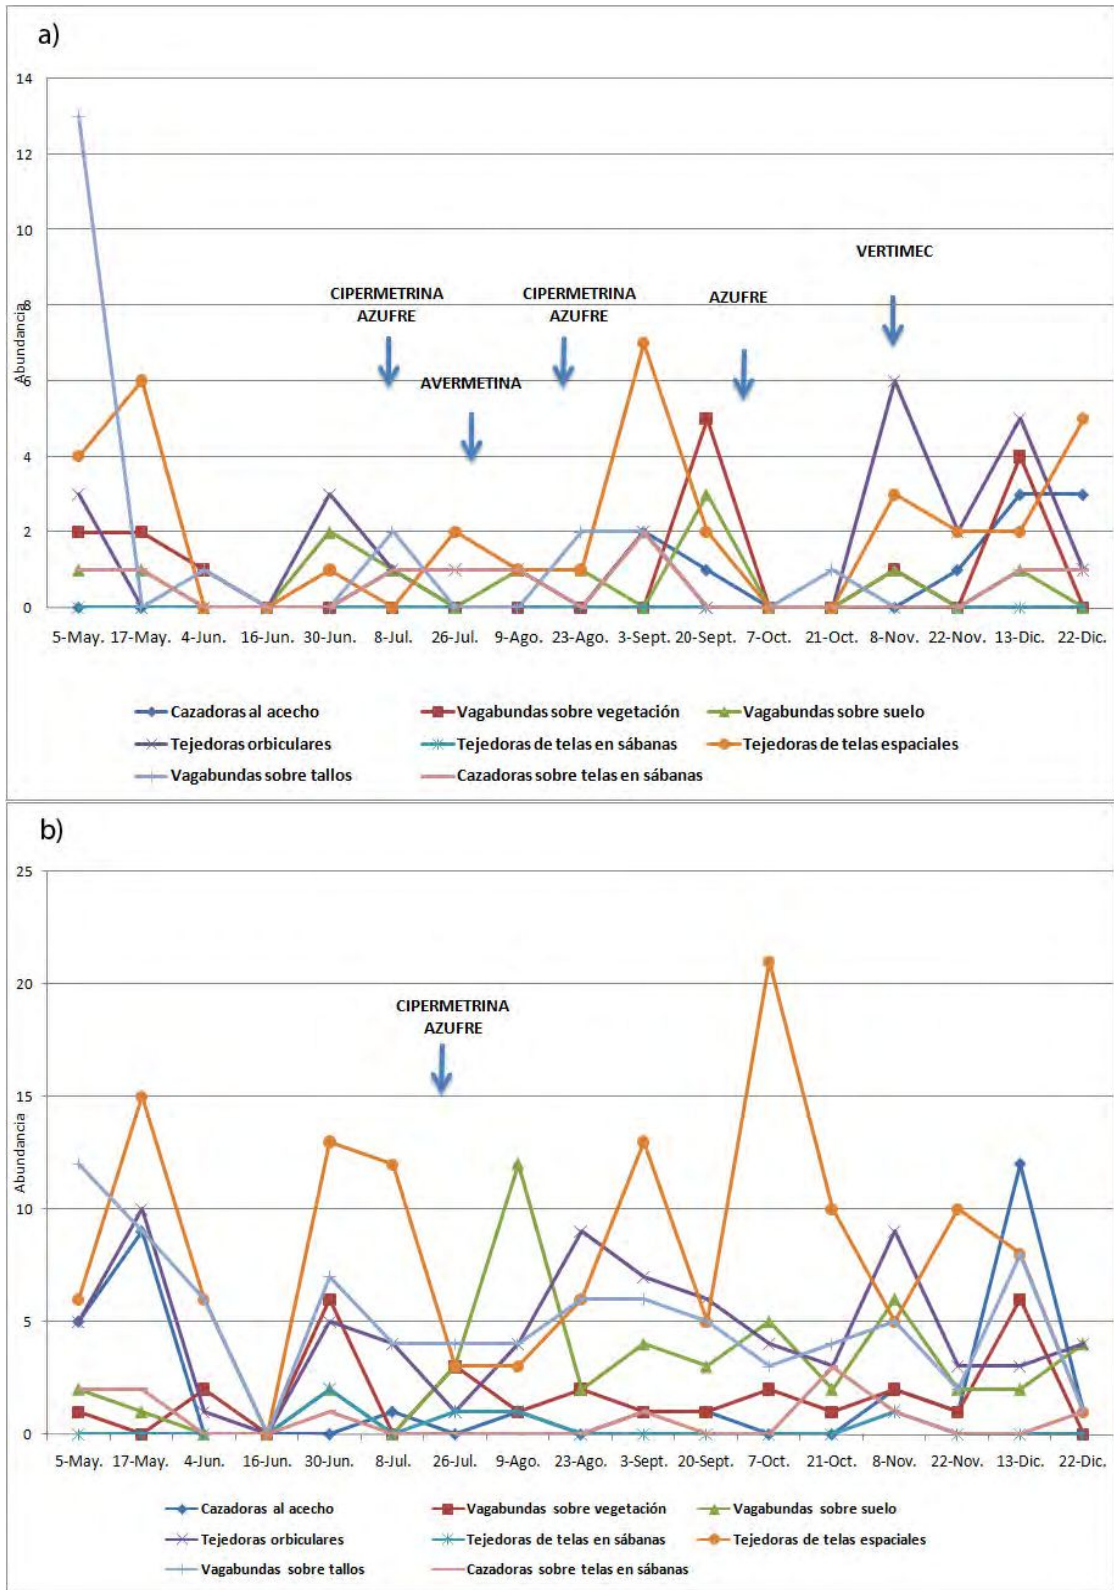 a)
14
12
10
8
6
4
2
0
Abundancia
CIPERMETRINA
AZUFRE
AVERMETINA
CIPERMETRINA
AZUFRE
AZUFRE
VERTIMEC
5-May. 17-May. 4-Jun. 16-Jun. 30-Jun. 8-Jul. 26-Jul. 9-Ago. 23-Ago. 3-Sept. 20-Sept. 7-Oct. 21-Oct. 8-Nov. 22-Nov. 13-Dic. 22-Dic.
Cazadoras al acecho Vagabundas sobre vegetación Vagabundas sobre suelo
Tejedoras orbiculares Tejedoras de telas en sábanas Tejedoras de telas espaciales
Vagabundas sobre tallos Cazadoras sobre telas en sábanas
b)
25
20
15
10
5
0
Abundancia
CIPERMETRINA
AZUFRE
5-May. 17-May. 4-Jun. 16-Jun. 30-Jun. 8-Jul. 26-Jul. 9-Ago. 23-Ago. 3-Sept. 20-Sept. 7-Oct. 21-Oct. 8-Nov. 22-Nov. 13-Dic. 22-Dic.
Cazadoras al acecho Vagabundas sobre vegetación Vagabundas sobre suelo
Tejedoras orbiculares Tejedoras de telas en sábanas Tejedoras de telas espaciales
Vagabundas sobre tallos Cazadoras sobre telas en sábanas